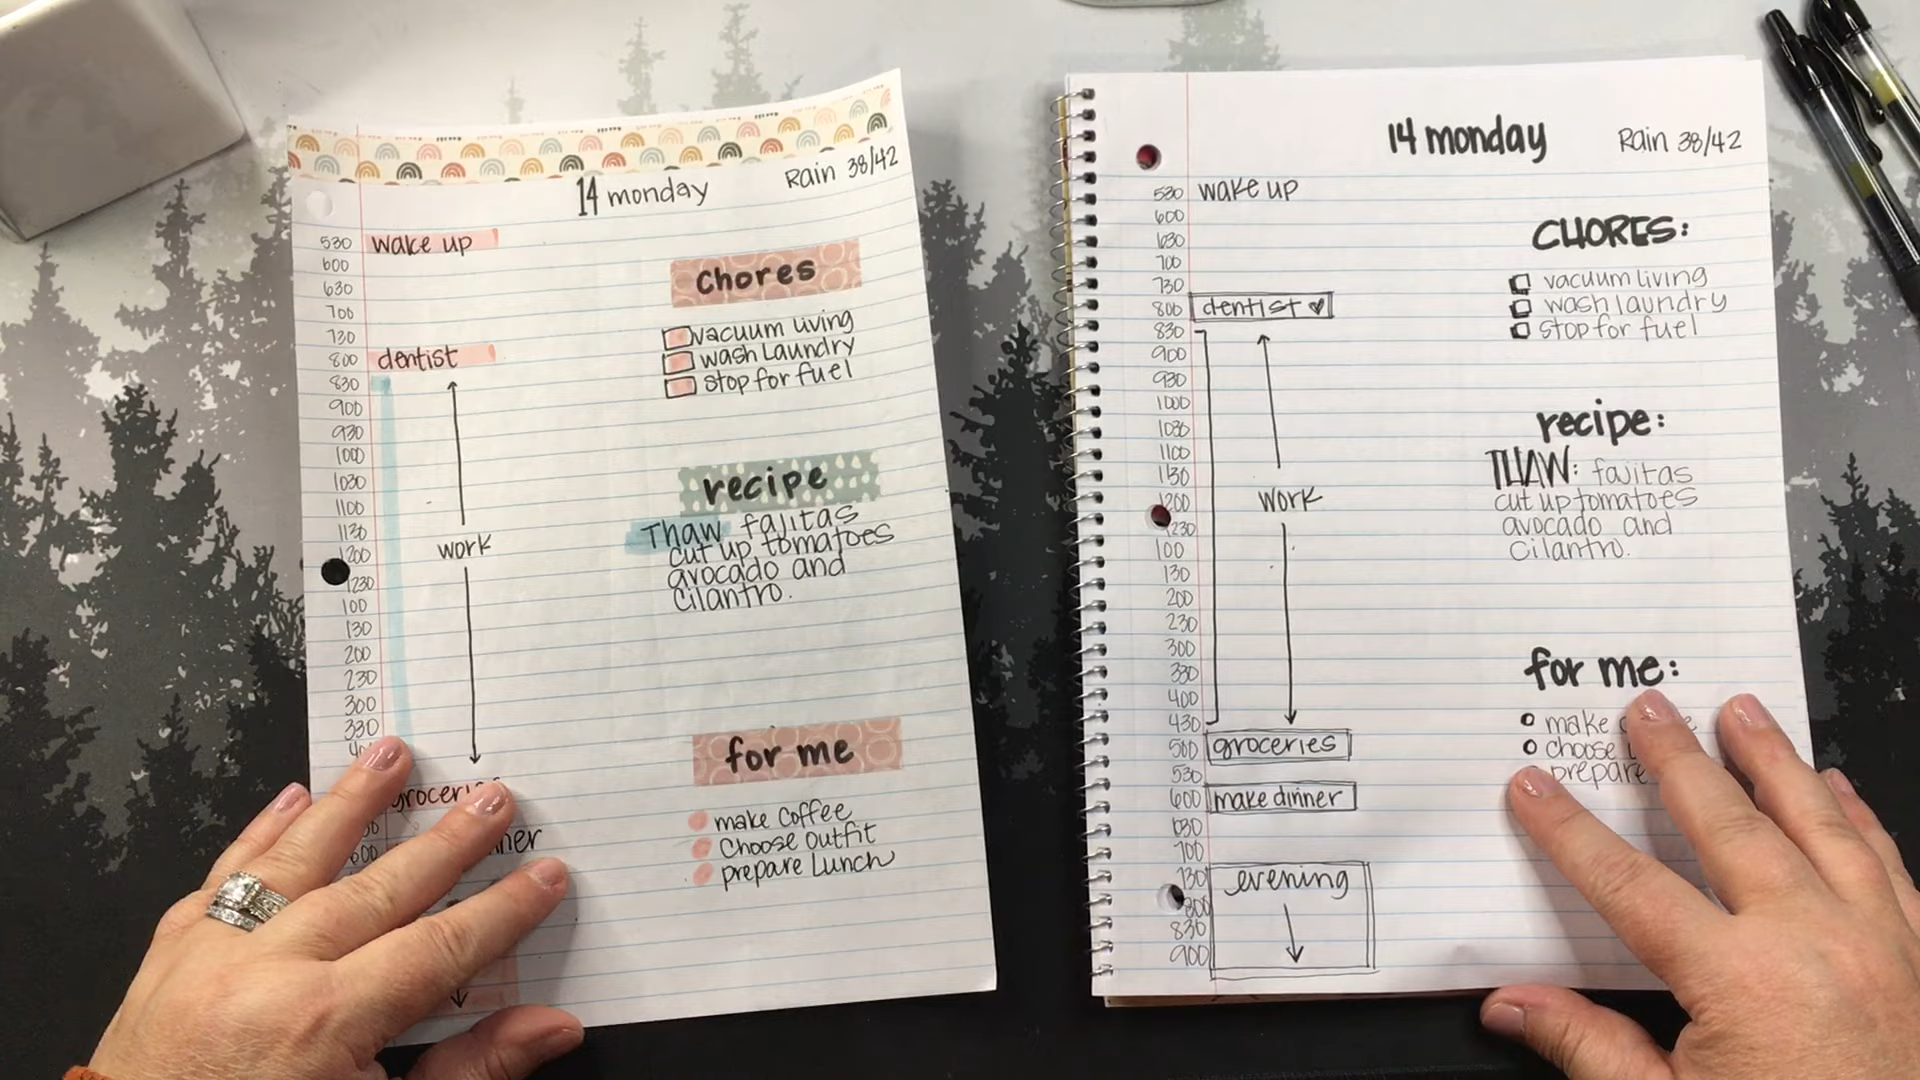 14 monday
Rain 38/42
530 wake up
600
630
700
730
800 dentist
830
900
930
1000
1030
1100
1130
1200
1230
100
130
200
230
300
330
work
groceries
600
chores
vacuum living
wash laundry
stop for fuel
recipe
Thaw fajitas
cut up tomatoes
avocado and
cilantro.
for me
make coffee
choose outfit
prepare Lunch
14 monday
Rain 38/42
530 wake up
600
630
700
730
800 dentist
830
900
930
1000
1030
1100
1130
1200
1230
100
130
200
230
300
330
400
430
work
500 groceries
530
600 make dinner
630
700
730 evening
800
830
900
CHORES:
vacuum living
wash laundry
stop for fuel
recipe:
THAW: fajitas
cut up tomatoes
avocado and
cilantro.
for me:
make
choose
prepare